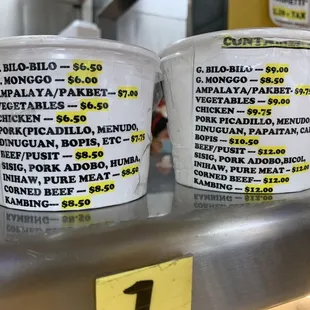 G. BILO-BILO -- $6.50
G. MONGGO -- $6.00
AMPALAYA/PAKBET-- $7.00
VEGETABLES -- $6.50
CHICKEN -- $6.50
PORK(PICADILLO, MENUDO,
DINUGUAN, BOPIS, ETC -- $7.75
BEEF/PUSIT -- $8.50
SISIG, PORK ADOBO, HUMBA,
INIHAW, PURE MEAT -- $8.50
CORNED BEEF -- $8.50
KAMBING-- $8.50
CONTAINER
G. BILO-BILO -- $9.00
G. MONGGO -- $8.50
AMPALAYA/PAKBET- $9.75
VEGETABLES -- $9.00
CHICKEN -- $9.75
PORK PICADILLO, MENUDO,
DINUGUAN, PAPAITAN, CA
BOPIS -- $10.50
BEEF/PUSIT -- $12.00
SISIG, PORK ADOBO,BICOL,
INIHAW, PURE MEAT --$12.00
CORNED BEEF -- $12.00
KAMBING -- $12.00
+ TAX
1